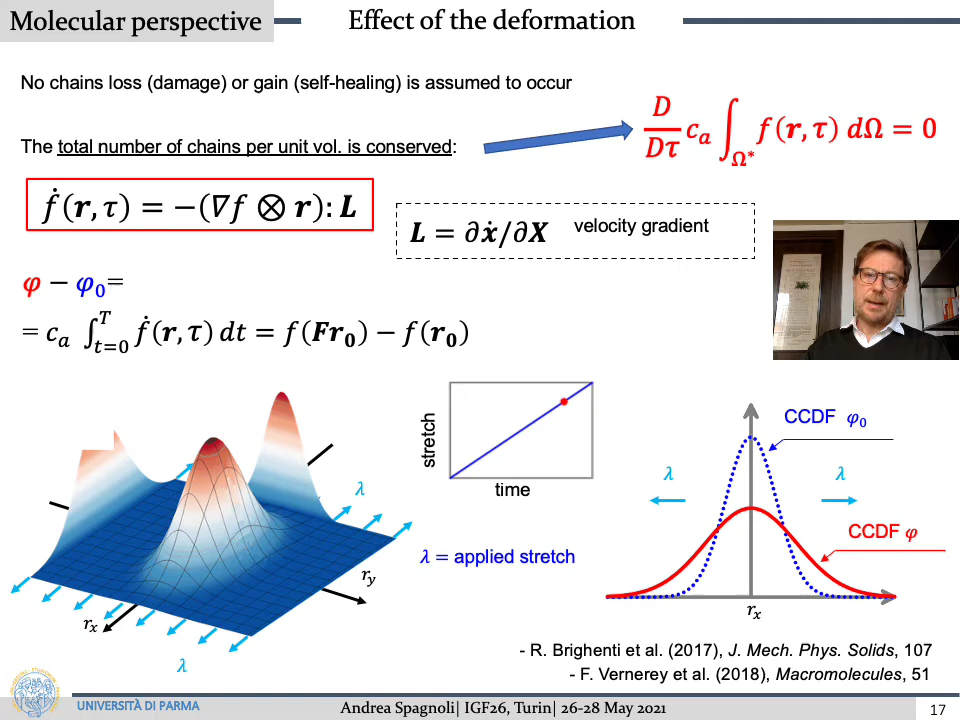 Molecular perspective
Effect of the deformation
No chains loss (damage) or gain (self-healing) is assumed to occur
The total number of chains per unit vol. is conserved:
D/Dτ c_a ∫_Ω* f(r, τ) dΩ = 0
ḟ(r, τ) = −(∇f ⊗ r): L
L = ∂ẋ/∂X velocity gradient
φ − φ₀=
= c_a ∫_{t=0}^{T} ḟ(r, τ) dt = f(Fr₀) − f(r₀)
stretch
time
λ = applied stretch
λ
r_y
r_x
λ
CCDF φ₀
λ
λ
CCDF φ
r_x
- R. Brighenti et al. (2017), J. Mech. Phys. Solids, 107
- F. Vernerey et al. (2018), Macromolecules, 51
UNIVERSITÀ DI PARMA
Andrea Spagnoli| IGF26, Turin| 26-28 May 2021
17